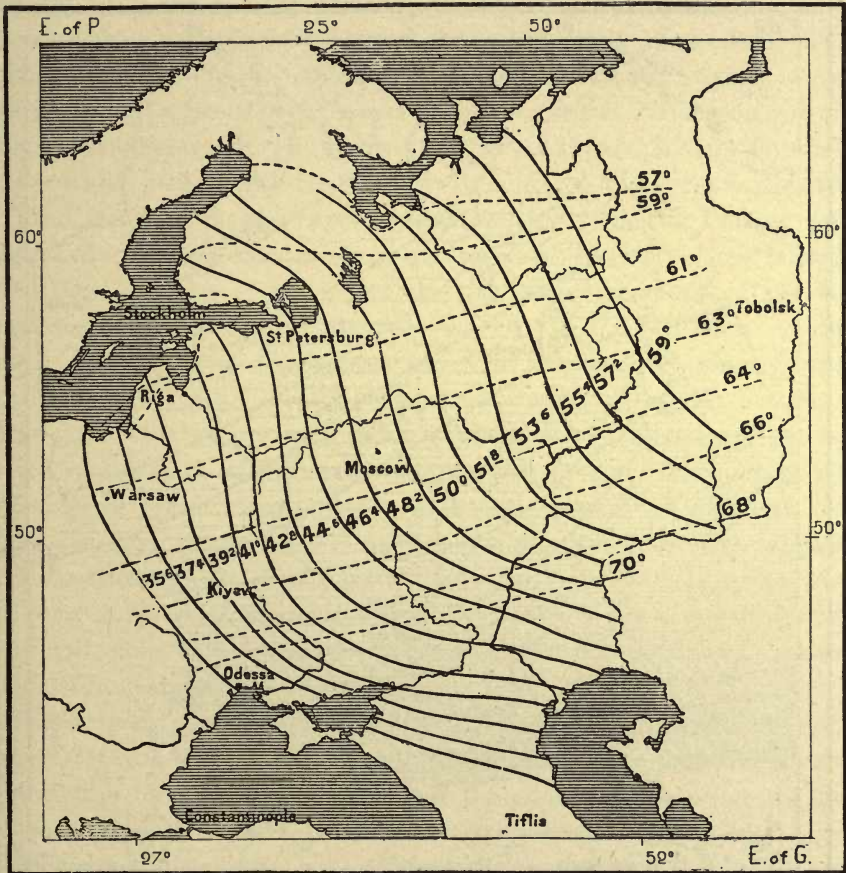 E. of P 25° 50°
57°
59°
60° 60°
61°
Stockholm 63° Tobolsk
St Petersburg 59°
57²
64°
Riga 55⁴
53⁶ 66°
Moscow 51⁸
Warsaw 50°
48² 68°
50° 46⁴ 50°
44⁶
42⁸
41° 70°
39²
37⁴
35⁶
Kiyev
Odessa
Constantinople Tiflis
27° 52° E. of G.